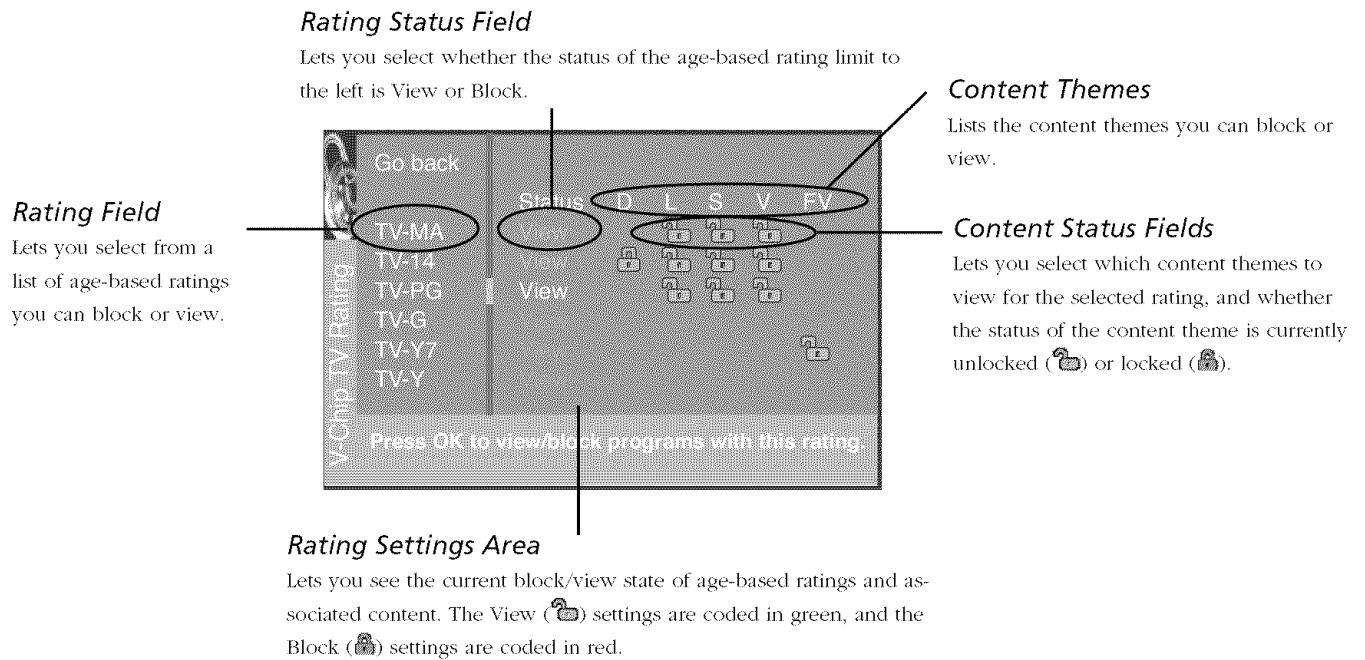 Rating Status Field
Lets you select whether the status of the age-based rating limit to
the left is View or Block.
Content Themes
Lists the content themes you can block or
view.
Rating Field
Lets you select from a
list of age-based ratings
you can block or view.
Content Status Fields
Lets you select which content themes to
view for the selected rating, and whether
the status of the content theme is currently
unlocked ( ) or locked ( ).
V-Chip TV Rating
Go back
Status D L S V FV
TV-MA View
TV-14 View
TV-PG View
TV-G
TV-Y7
TV-Y
Press OK to view/block programs with this rating.
Rating Settings Area
Lets you see the current block/view state of age-based ratings and as-
sociated content. The View ( ) settings are coded in green, and the
Block ( ) settings are coded in red.